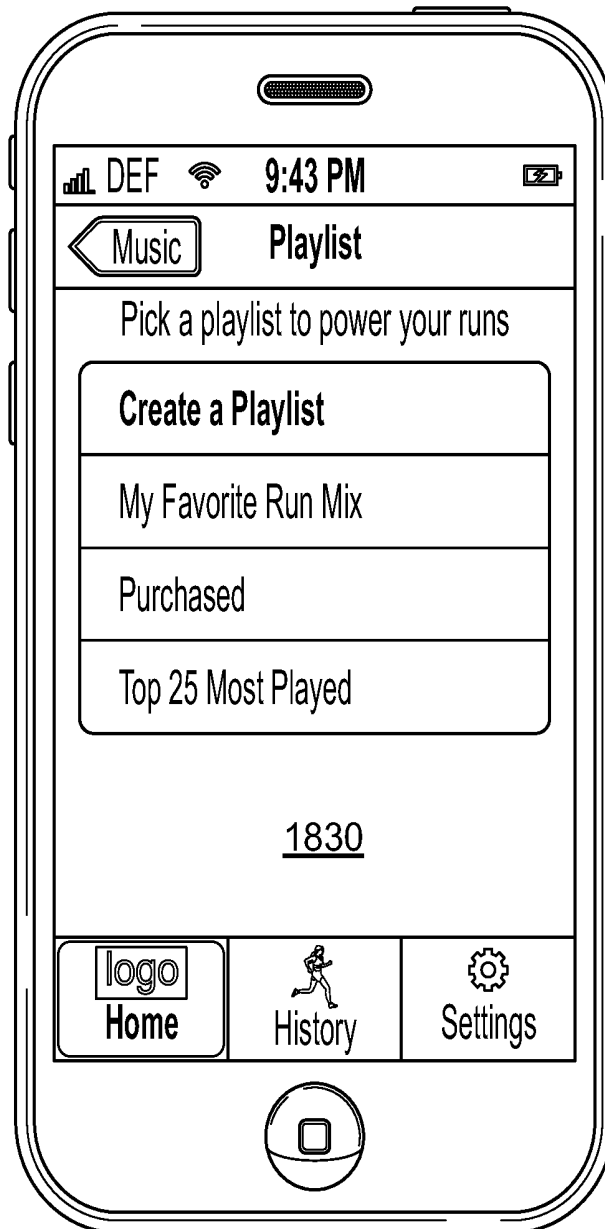 DEF 9:43 PM
Music Playlist
Pick a playlist to power your runs
Create a Playlist
My Favorite Run Mix
Purchased
Top 25 Most Played
1830
logo
Home History Settings